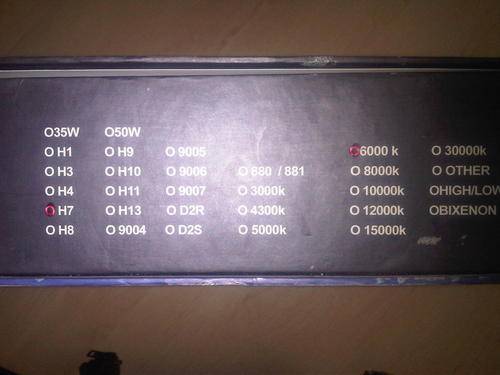 O35W O50W
O H1 O H9 O 9005 O 6000 k O 30000k
O H3 O H10 O 9006 O 880 / 881 O 8000k O OTHER
O H4 O H11 O 9007 O 3000k O 10000k OHIGH/LOW
O H7 O H13 O D2R O 4300k O 12000k OBIXENON
O H8 O 9004 O D2S O 5000k O 15000k